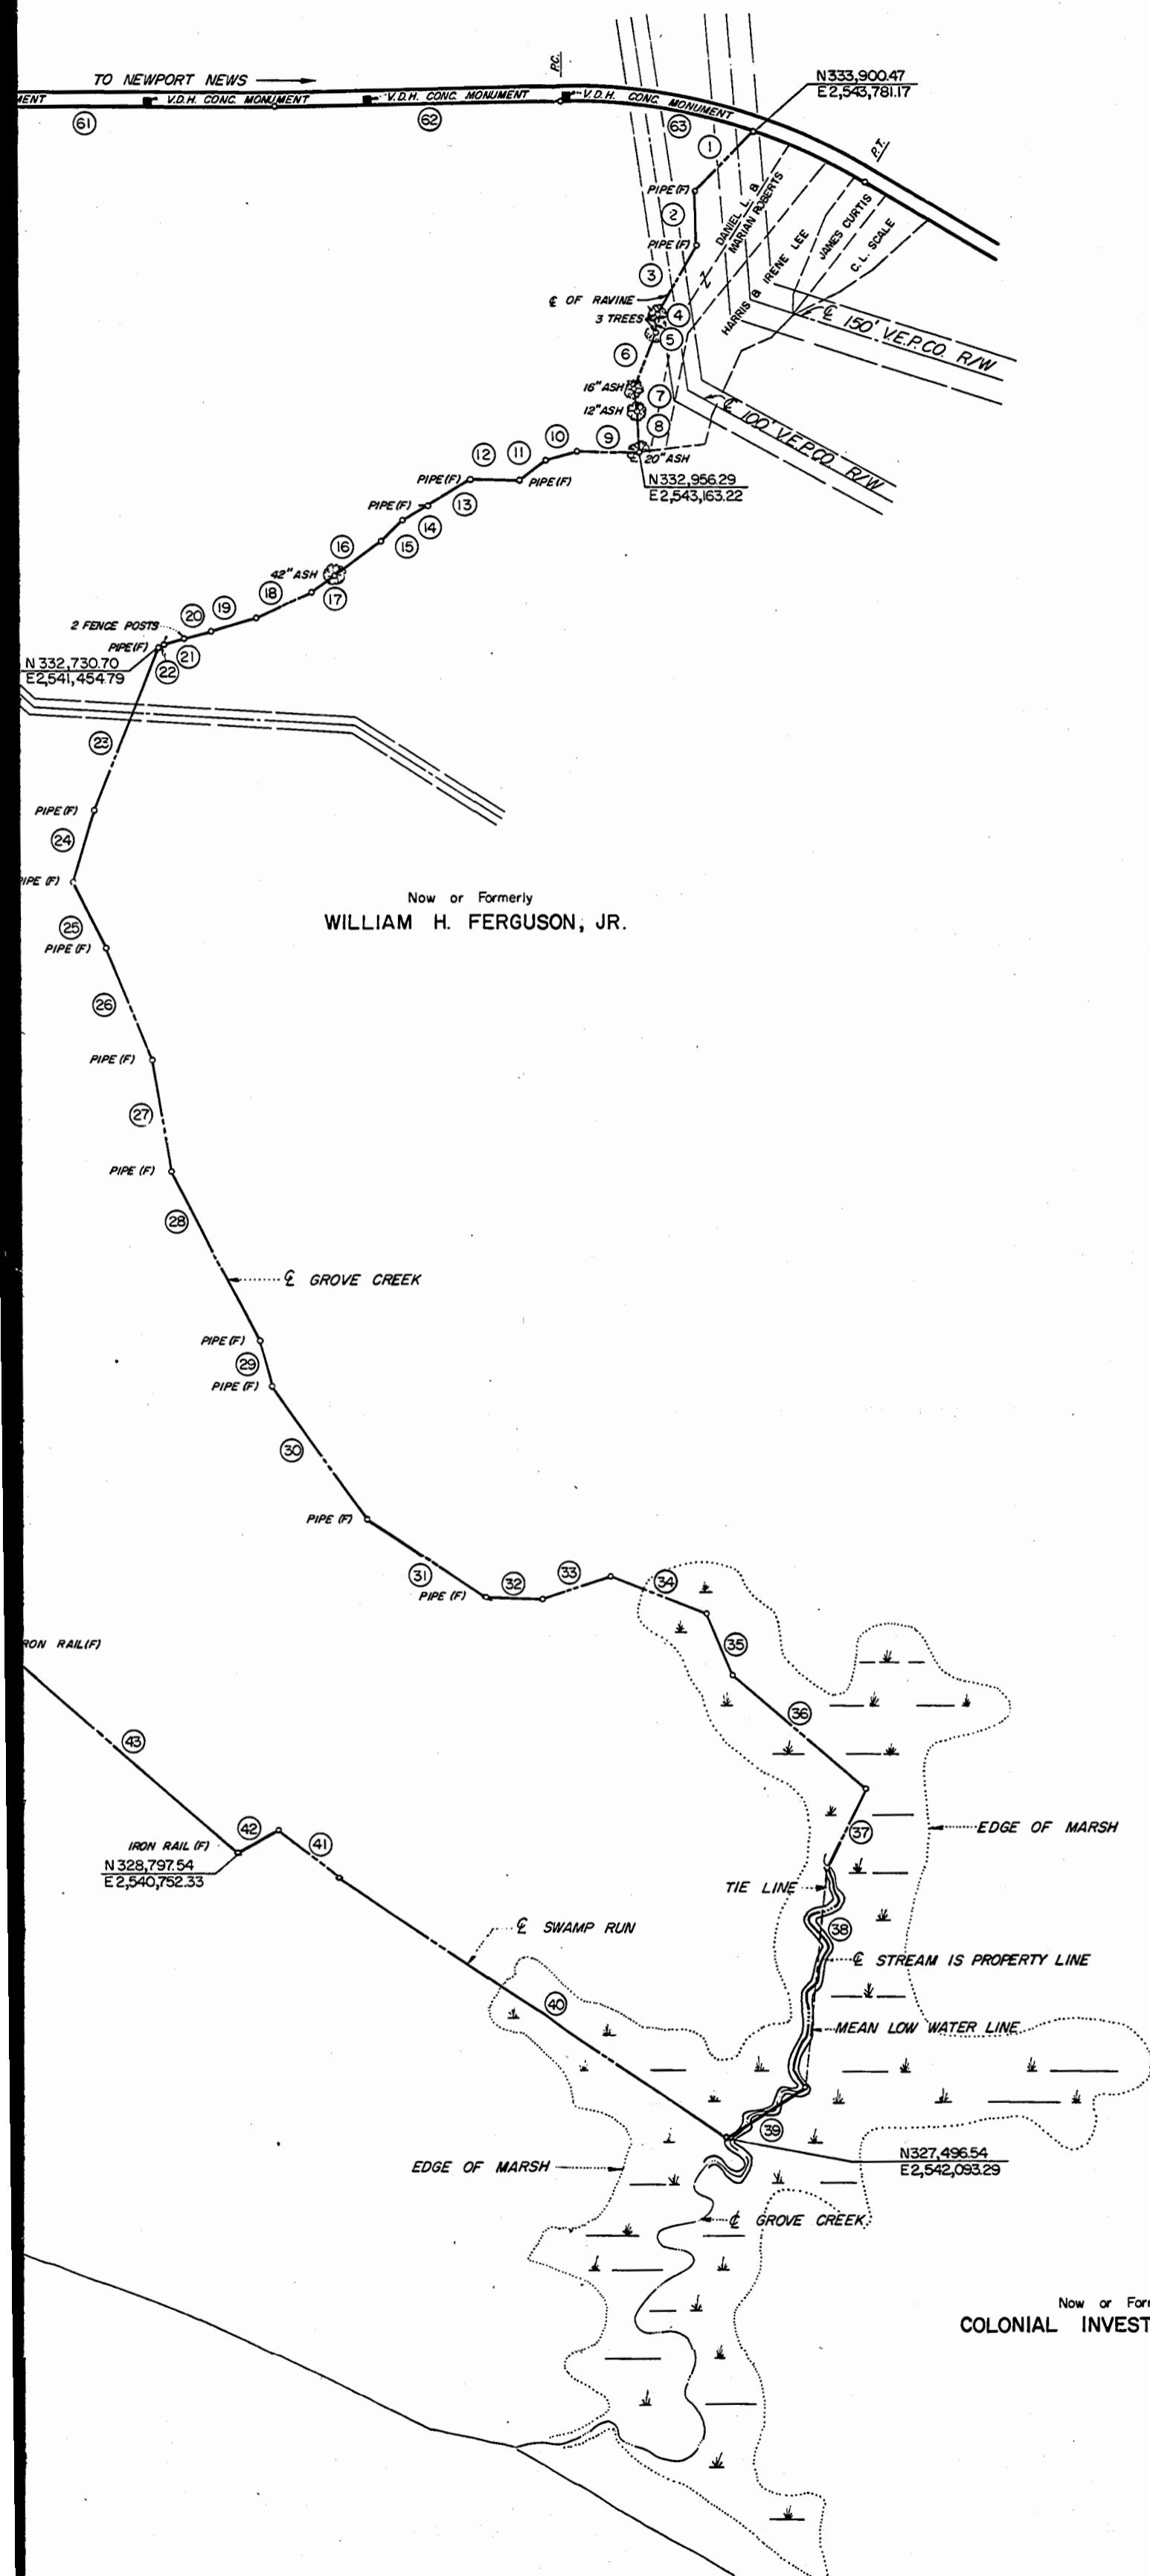 P.C.
N333,900.47
E2,543,781.17
TO NEWPORT NEWS
MENT
V.D.H. CONC. MONUMENT
V.D.H. CONC. MONUMENT
V.D.H. CONC. MONUMENT
61
62
63
1
P.T.
PIPE(F)
2
DANIEL L. &
MARIAN ROBERTS
HARRIS & IRENE LEE
JAMES CURTIS
C.L. SCALE
PIPE(F)
3
℄ OF RAVINE
3 TREES
4
5
6
℄ 150' V.E.P.CO. R/W
16" ASH
7
12" ASH
8
℄ 100' V.E.P.CO. R/W
20" ASH
N332,956.29
E2,543,163.22
9
10
11
12
PIPE(F)
PIPE(F)
13
PIPE(F)
14
15
16
42" ASH
17
18
19
20
2 FENCE POSTS
PIPE(F)
21
22
N 332,730.70
E2,541,454.79
23
PIPE (F)
24
PIPE (F)
Now or Formerly
WILLIAM H. FERGUSON, JR.
25
PIPE (F)
26
PIPE (F)
27
PIPE (F)
28
℄ GROVE CREEK
PIPE (F)
29
PIPE (F)
30
PIPE (F)
31
PIPE (F)
32
33
34
35
RON RAIL(F)
36
43
37
EDGE OF MARSH
42
41
IRON RAIL (F)
N 328,797.54
E2,540,752.33
TIE LINE
38
℄ SWAMP RUN
℄ STREAM IS PROPERTY LINE
40
MEAN LOW WATER LINE
39
N327,496.54
E2,542,093.29
EDGE OF MARSH
℄ GROVE CREEK
Now or For
COLONIAL INVEST